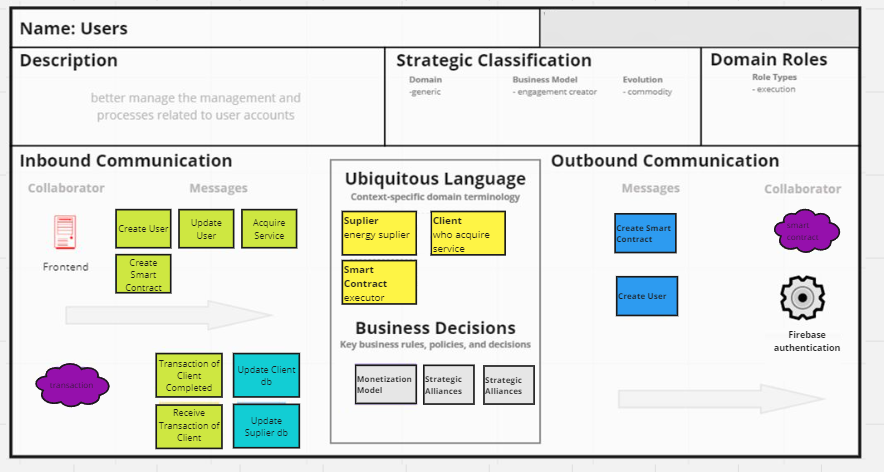 Name: Users
Description
better manage the management and
processes related to user accounts
Strategic Classification
Domain
-generic
Business Model
- engagement creator
Evolution
- commodity
Domain Roles
Role Types
- execution
Inbound Communication
Collaborator
Messages
Frontend
Create User
Update
User
Acquire
Service
Create
Smart
Contract
transaction
Transaction of
Client
Completed
Update Client
db
Receive
Transaction of
Client
Update
Suplier db
Ubiquitous Language
Context-specific domain terminology
Suplier
energy suplier
Client
who acquire
service
Smart
Contract
executor
Business Decisions
Key business rules, policies, and decisions
Monetization
Model
Strategic
Alliances
Strategic
Alliances
Outbound Communication
Messages
Collaborator
Create Smart
Contract
smart
contract
Create User
Firebase
authentication